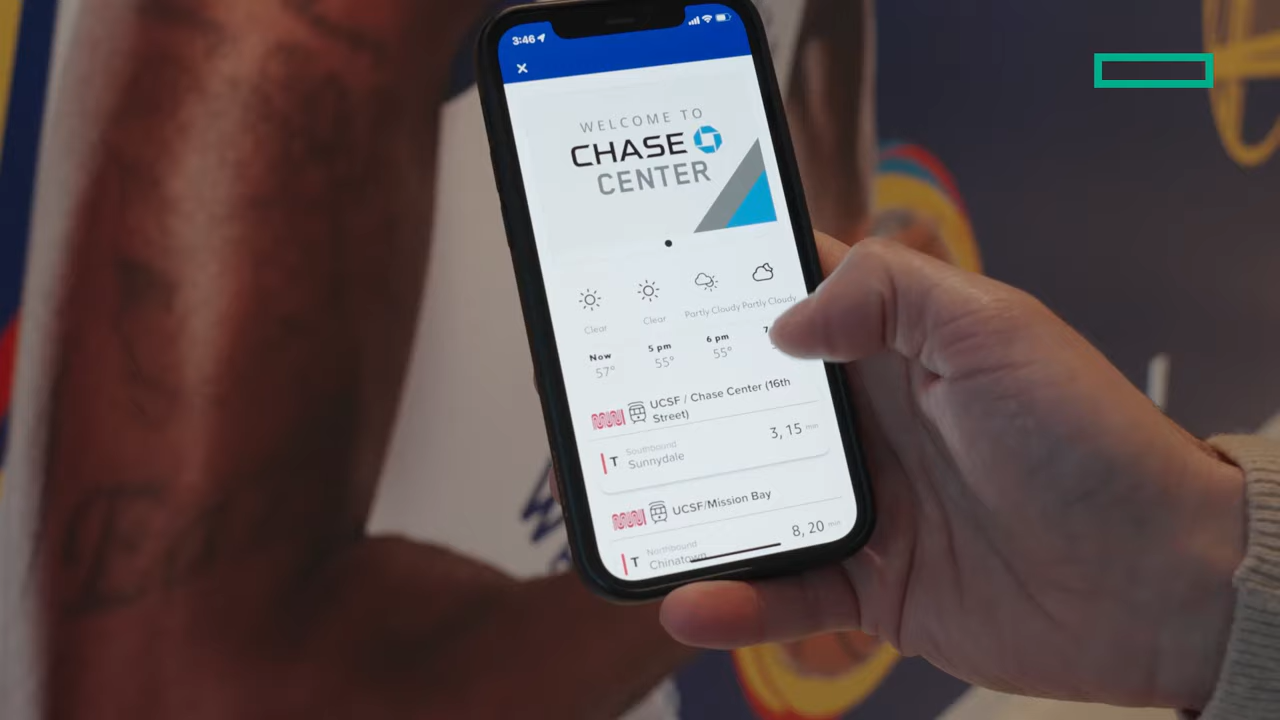 3:46
WELCOME TO
CHASE
CENTER
Clear
Clear
Partly Cloudy
Partly Cloudy
Now
5 pm
6 pm
7
57°
55°
55°
UCSF / Chase Center (16th
Street)
Southbound
T Sunnydale
3, 15 min
UCSF/Mission Bay
Northbound
T Chinatown
8, 20 min